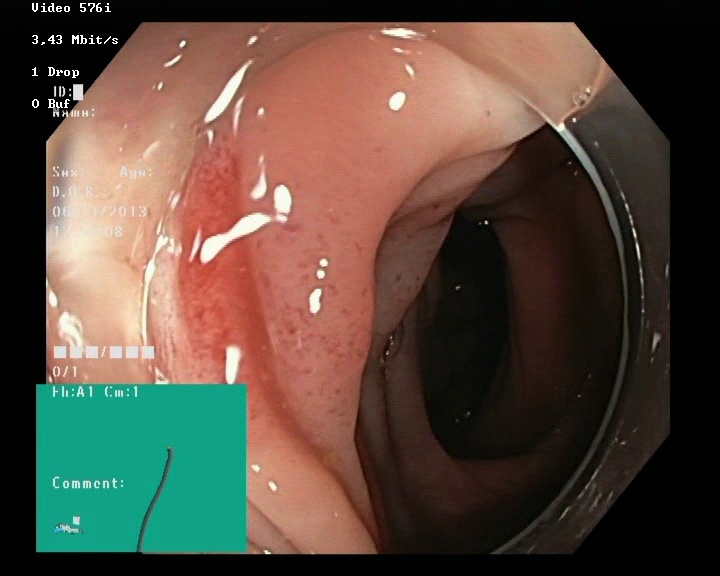 Video 576i
3,43 Mbit/s
1 Drop
ID:
0 Buf
Name:
Sex: Age:
D.O.B.:
0/1
Ph:A1 Cm:1
Comment: